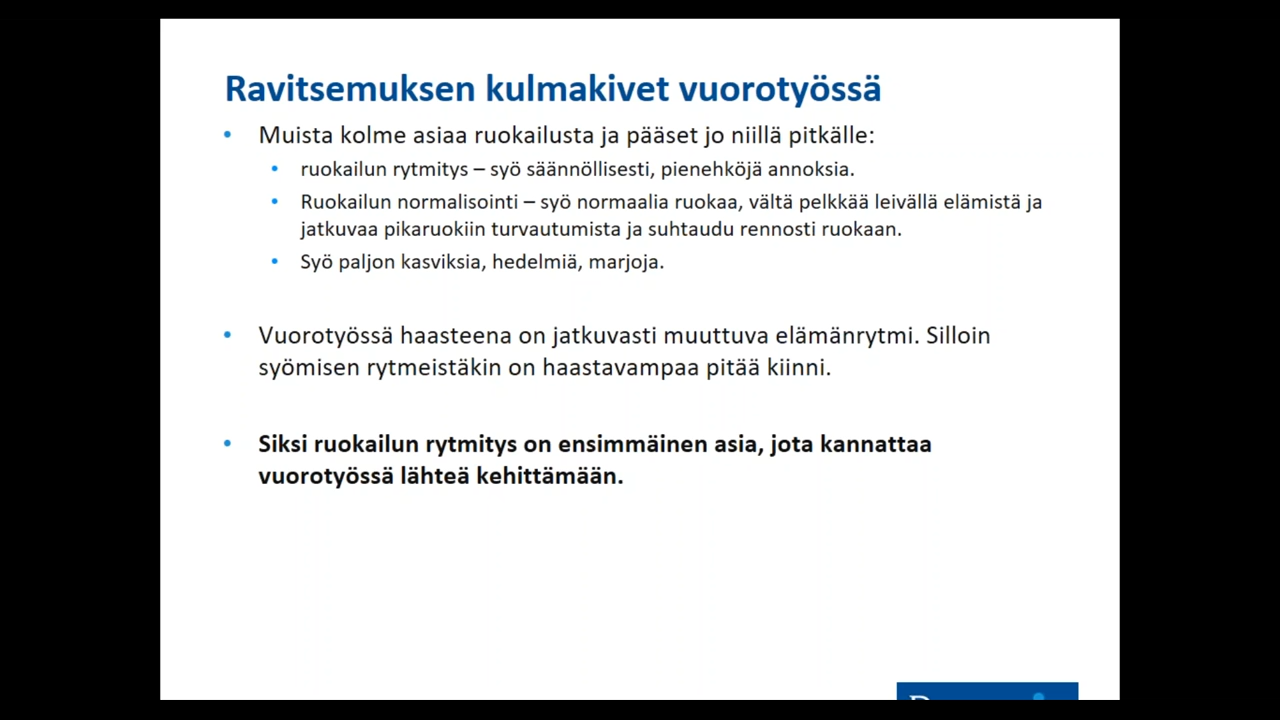 Ravitsemuksen kulmakivet vuorotyössä
• Muista kolme asiaa ruokailusta ja pääset jo niillä pitkälle:
• ruokailun rytmitys – syö säännöllisesti, pienehköjä annoksia.
• Ruokailun normalisointi – syö normaalia ruokaa, vältä pelkkää leivällä elämistä ja
jatkuvaa pikaruokiin turvautumista ja suhtaudu rennosti ruokaan.
• Syö paljon kasviksia, hedelmiä, marjoja.
• Vuorotyössä haasteena on jatkuvasti muuttuva elämänrytmi. Silloin
syömisen rytmeistäkin on haastavampaa pitää kiinni.
• Siksi ruokailun rytmitys on ensimmäinen asia, jota kannattaa
vuorotyössä lähteä kehittämään.